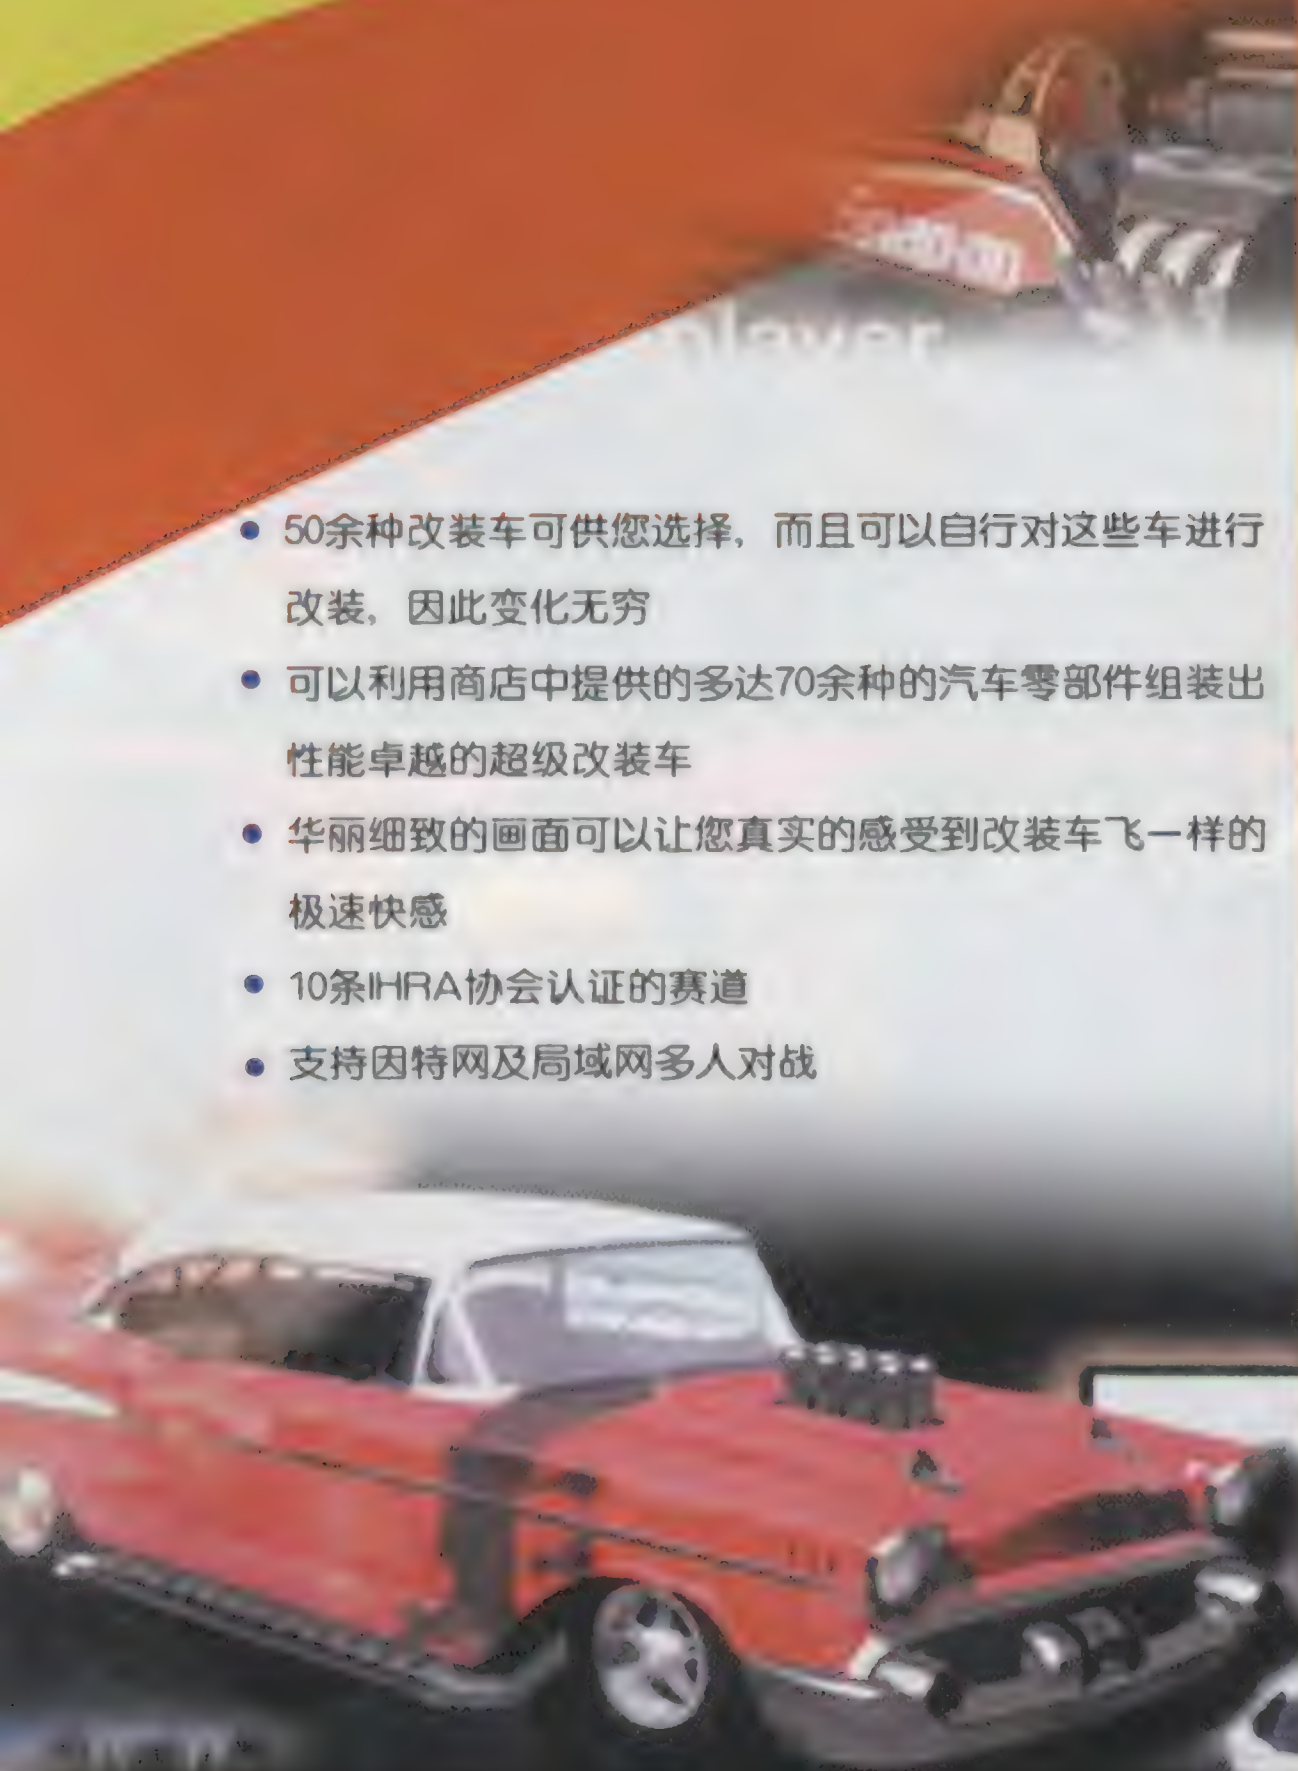 player
50余种改装车可供您选择，而且可以自行对这些车进行
改装，因此变化无穷
可以利用商店中提供的多达70余种的汽车零部件组装出
性能卓越的超级改装车
华丽细致的画面可以让您真实的感受到改装车飞一样的
极速快感
10条IHRA协会认证的赛道
支持因特网及局域网多人对战